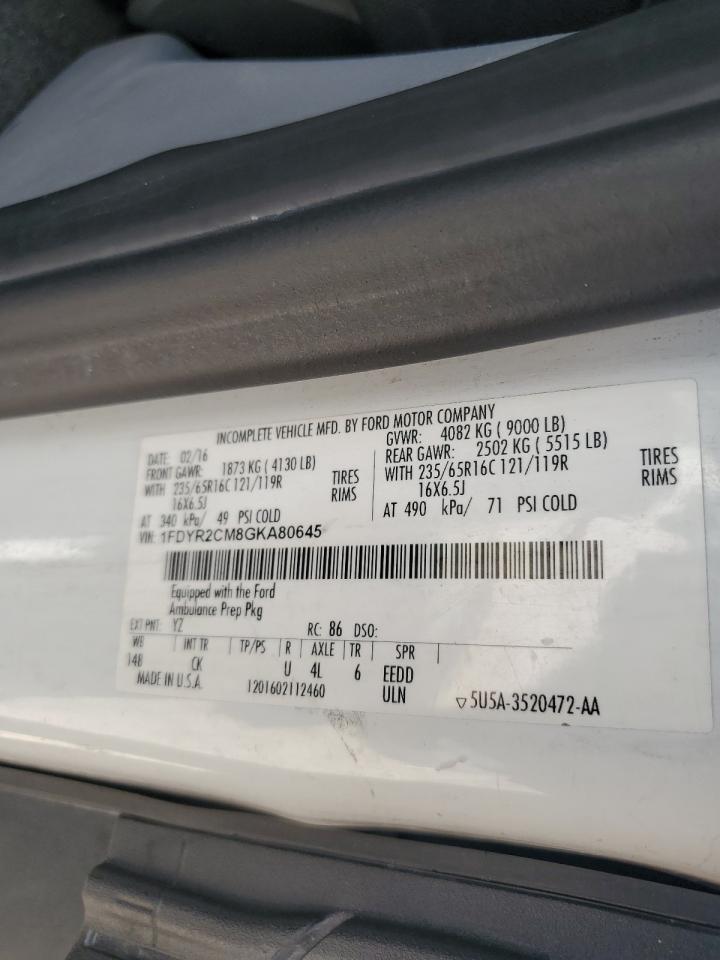 INCOMPLETE VEHICLE MFD. BY FORD MOTOR COMPANY
DATE: 02/16 GVWR: 4082 KG ( 9000 LB)
FRONT GAWR: 1873 KG ( 4130 LB) REAR GAWR: 2502 KG ( 5515 LB)
WITH 235/65R16C 121/119R TIRES WITH 235/65R16C 121/119R TIRES
16X6.5J RIMS 16X6.5J RIMS
AT 340 kPa/ 49 PSI COLD AT 490 kPa/ 71 PSI COLD
VIN: 1FDYR2CM8GKA80645
Equipped with the Ford
Ambulance Prep Pkg
EXT PNT: YZ RC: 86 DSO:
WB INT TR TP/PS R AXLE TR SPR
148 CK U 4L 6 EEDD
MADE IN U.S.A. 1201602112460 ULN ▽5U5A-3520472-AA